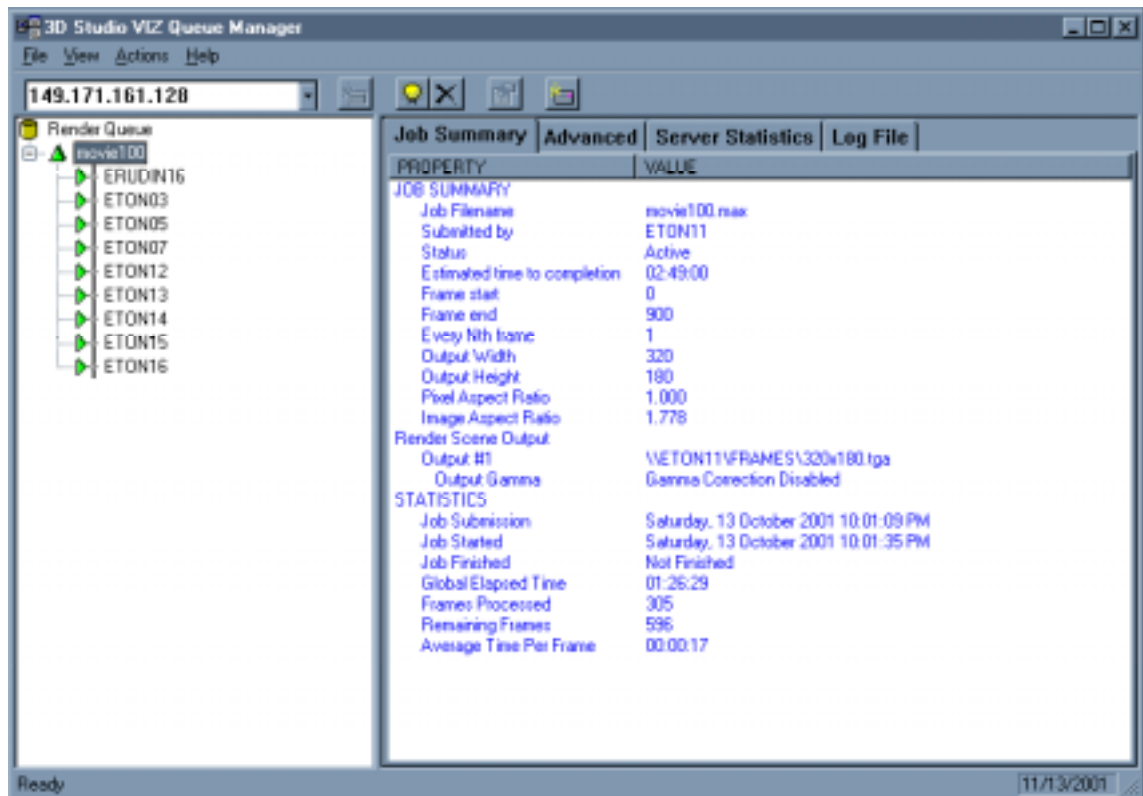 3D Studio VIZ Queue Manager
File View Actions Help
149.171.161.128
Render Queue
movie100
ERUDIN16
ETON03
ETON05
ETON07
ETON12
ETON13
ETON14
ETON15
ETON16
Job Summary Advanced Server Statistics Log File
PROPERTY VALUE
JOB SUMMARY
Job Filename movie100.max
Submitted by ETON11
Status Active
Estimated time to completion 02:49:00
Frame start 0
Frame end 900
Every Nth frame 1
Output Width 320
Output Height 180
Pixel Aspect Ratio 1.000
Image Aspect Ratio 1.778
Render Scene Output
Output #1 \\ETON11\FRAMES\320x180.tga
Output Gamma Gamma Correction Disabled
STATISTICS
Job Submission Saturday, 13 October 2001 10:01:09 PM
Job Started Saturday, 13 October 2001 10:01:35 PM
Job Finished Not Finished
Global Elapsed Time 01:26:29
Frames Processed 305
Remaining Frames 596
Average Time Per Frame 00:00:17
Ready 11/13/2001